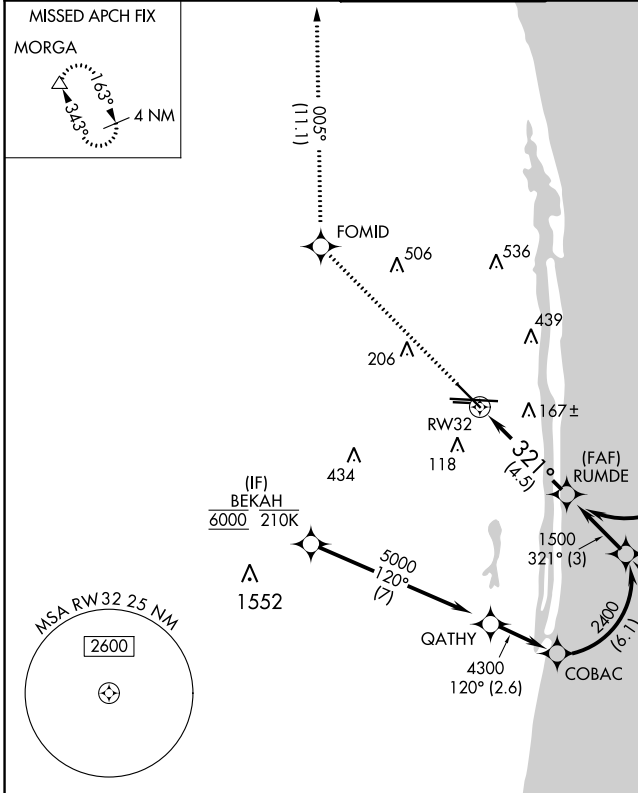 MISSED APCH FIX
MORGA
163°
343°
4 NM
005°
(11.1)
FOMID
506
536
439
206
167±
RW32
118
321°
(4.5)
434
(FAF)
RUMDE
(IF)
BEKAH
6000 210K
1500
321° (3)
5000
120°
(7)
1552
MSA RW32 25 NM
2600
QATHY
4300
120° (2.6)
COBAC
2400
(6.1)